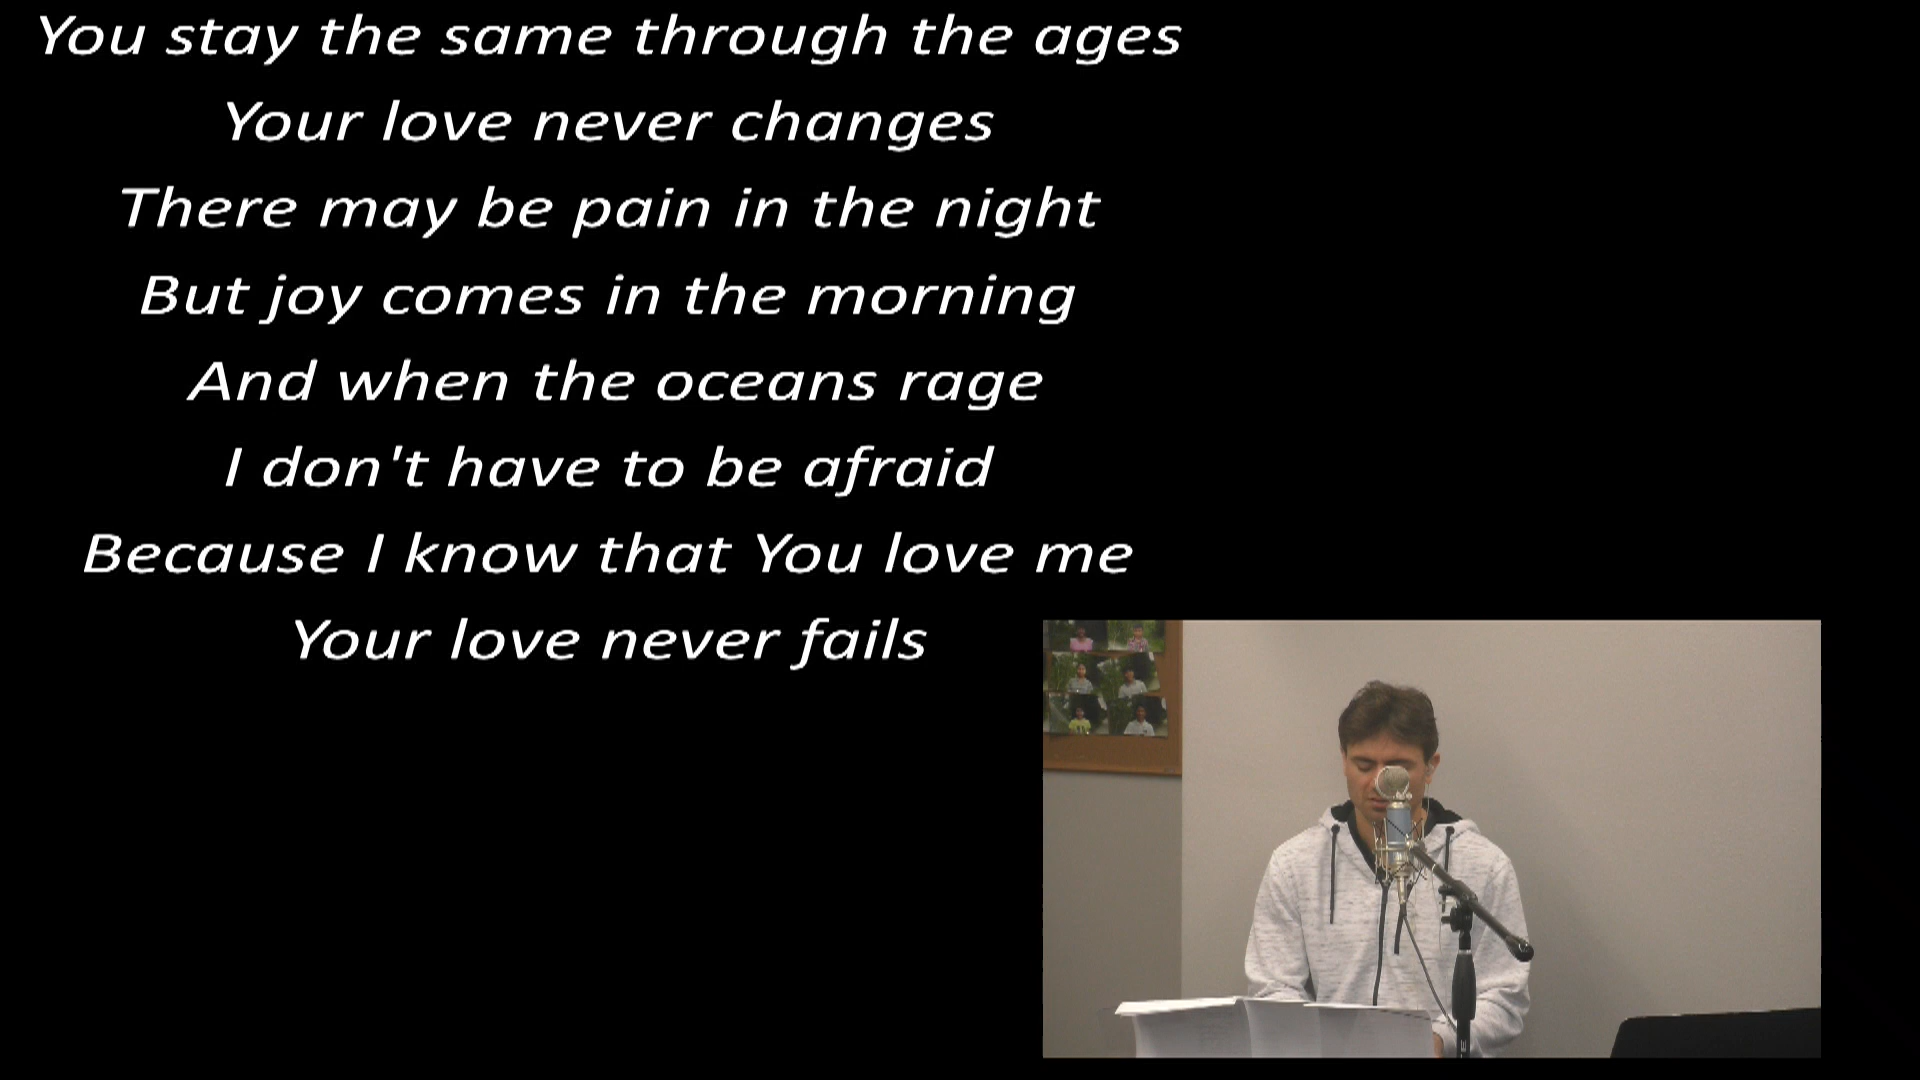 You stay the same through the ages
Your love never changes
There may be pain in the night
But joy comes in the morning
And when the oceans rage
I don't have to be afraid
Because I know that You love me
Your love never fails